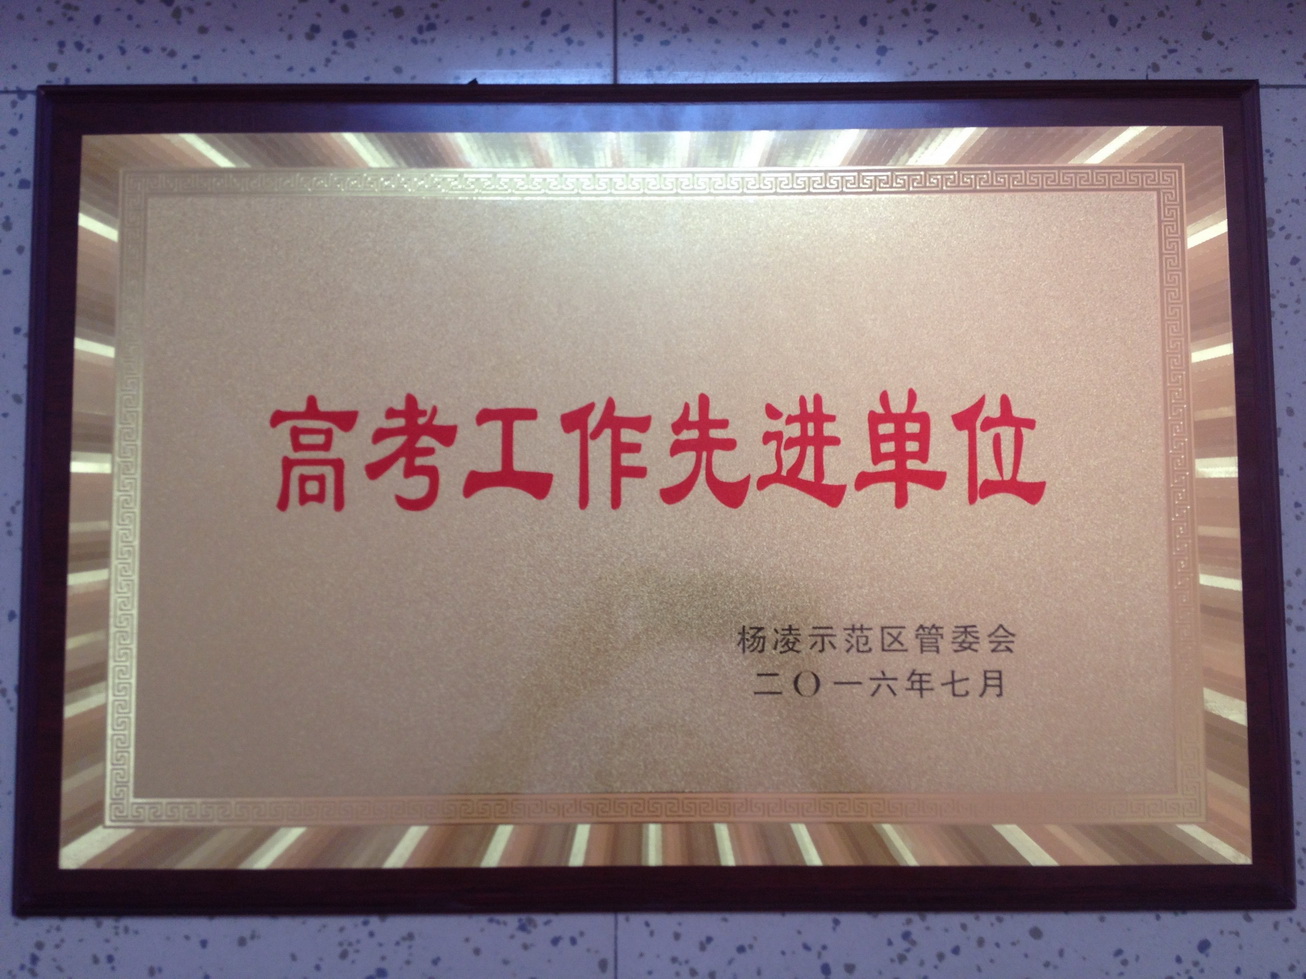 高考工作先进单位
杨凌示范区管委会
二〇一六年七月